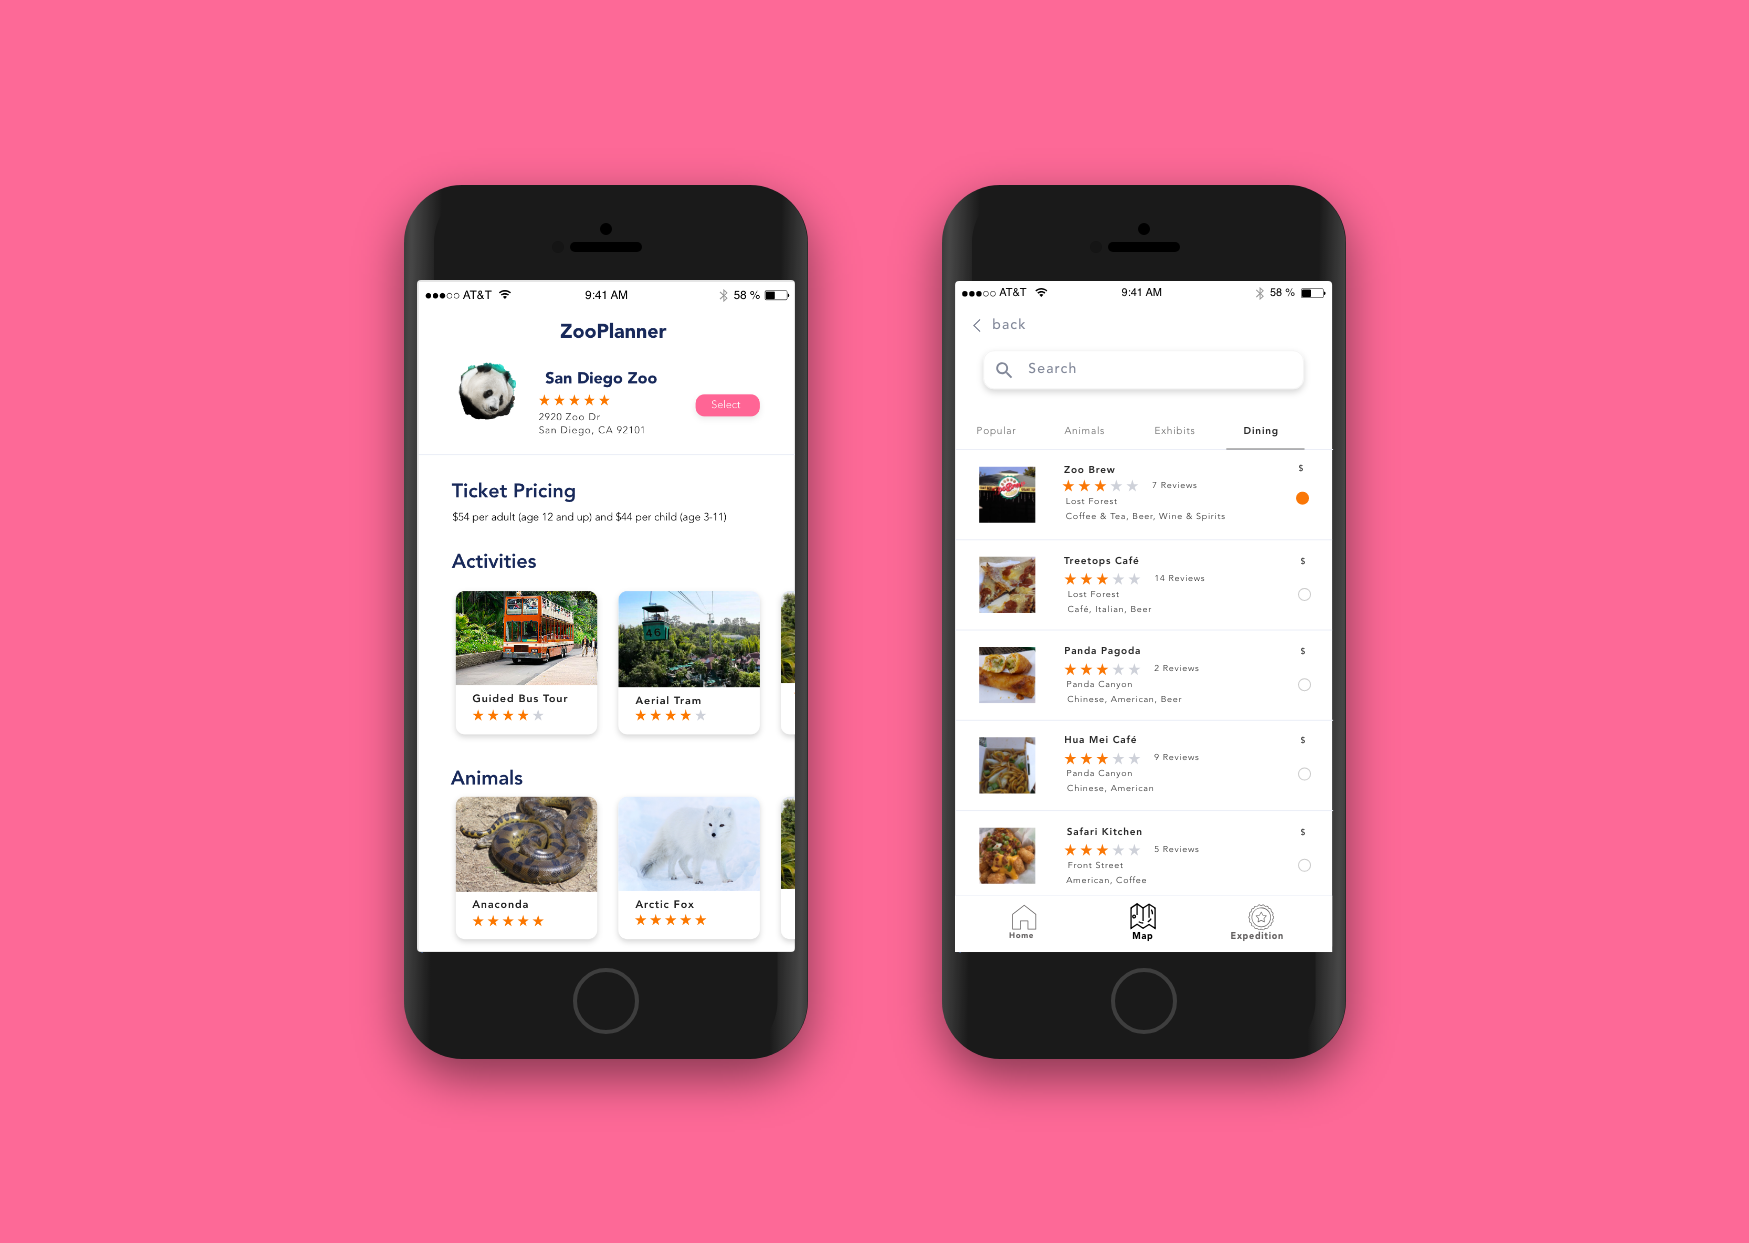 AT&T 9:41 AM 58 %
ZooPlanner
San Diego Zoo
2920 Zoo Dr
San Diego, CA 92101
Select
Ticket Pricing
$54 per adult (age 12 and up) and $44 per child (age 3-11)
Activities
46
Guided Bus Tour
Aerial Tram
Animals
Anaconda
Arctic Fox
AT&T 9:41 AM 58 %
back
Search
Popular Animals Exhibits Dining
Zoo Brew $
7 Reviews
Lost Forest
Coffee & Tea, Beer, Wine & Spirits
Treetops Café $
14 Reviews
Lost Forest
Café, Italian, Beer
Panda Pagoda $
2 Reviews
Panda Canyon
Chinese, American, Beer
Hua Mei Café $
9 Reviews
Panda Canyon
Chinese, American
Safari Kitchen $
5 Reviews
Front Street
American, Coffee
Home Map Expedition